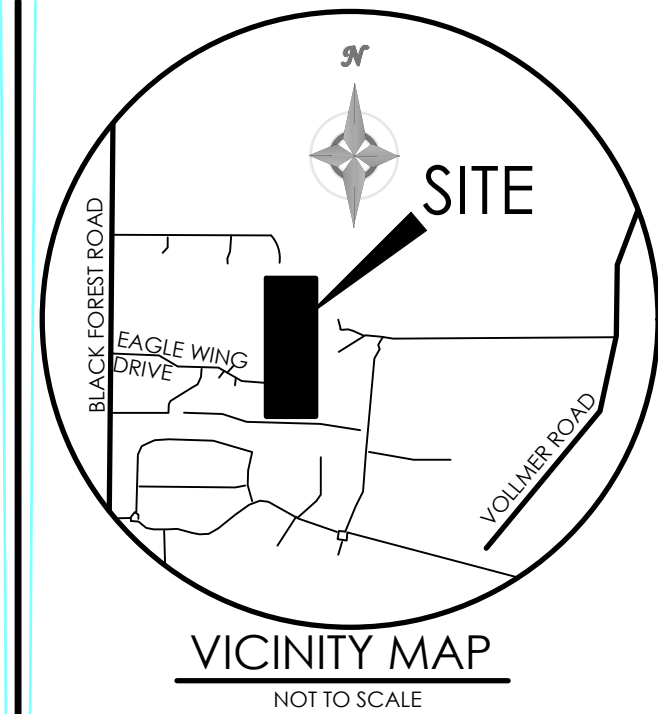 N
SITE
BLACK FOREST ROAD
EAGLE WING
DRIVE
VOLLMER ROAD
VICINITY MAP
NOT TO SCALE